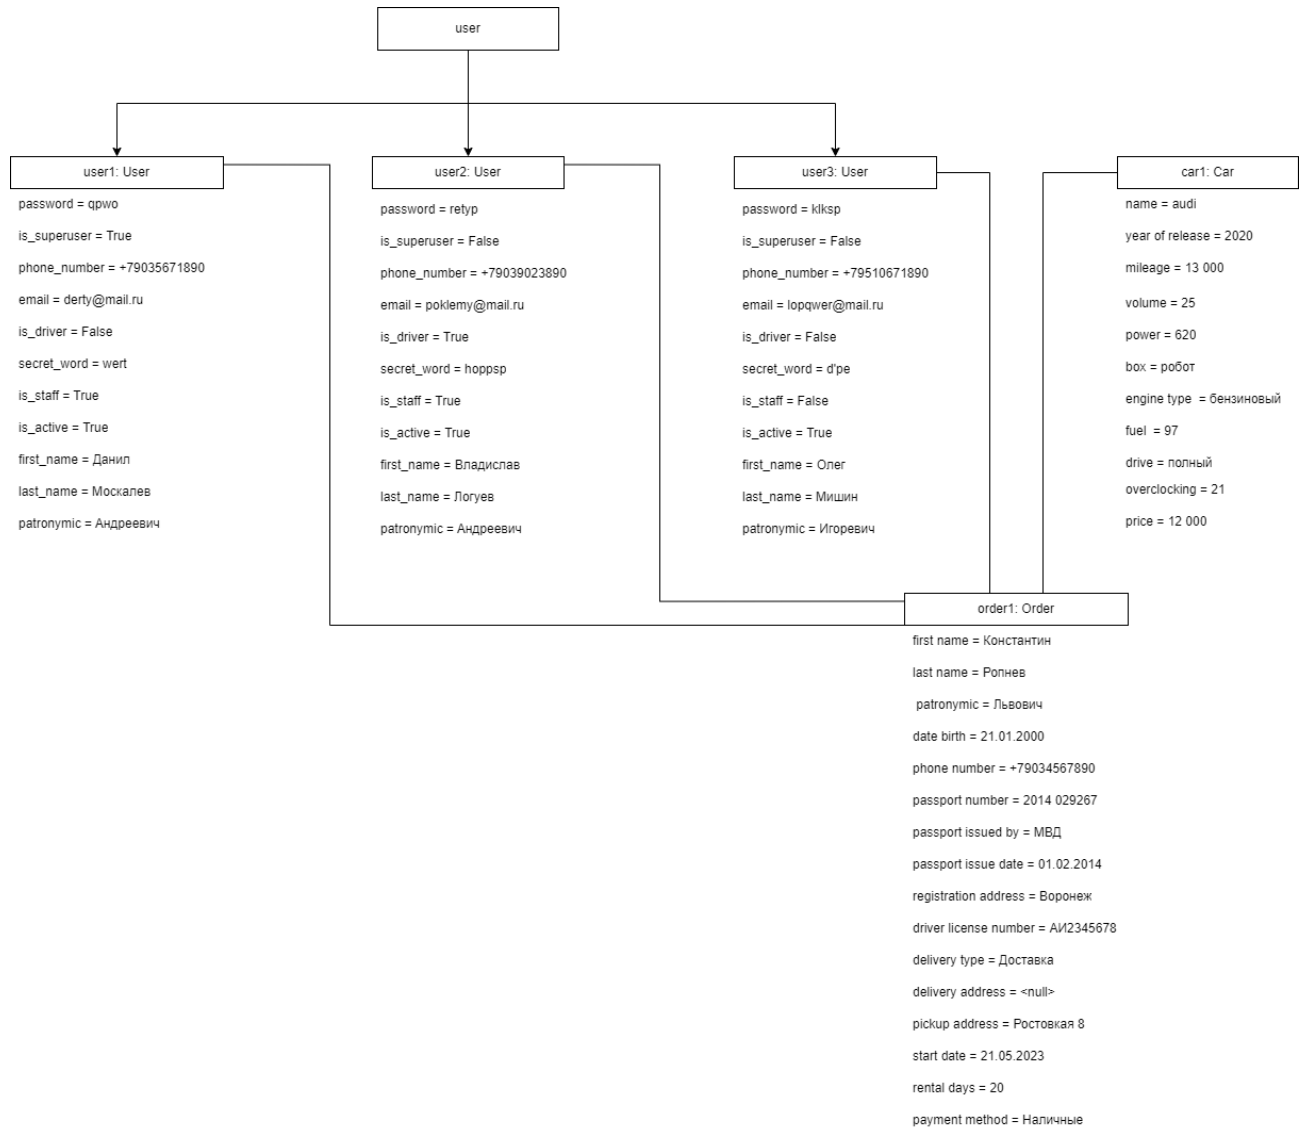 user
user1: User
password = qpwo
is_superuser = True
phone_number = +79035671890
email = derty@mail.ru
is_driver = False
secret_word = wert
is_staff = True
is_active = True
first_name = Данил
last_name = Москалев
patronymic = Андреевич
user2: User
password = retyp
is_superuser = False
phone_number = +79039023890
email = poklemy@mail.ru
is_driver = True
secret_word = hoppsp
is_staff = True
is_active = True
first_name = Владислав
last_name = Логуев
patronymic = Андреевич
user3: User
password = klksp
is_superuser = False
phone_number = +79510671890
email = lopqwer@mail.ru
is_driver = False
secret_word = d'pe
is_staff = False
is_active = True
first_name = Олег
last_name = Мишин
patronymic = Игоревич
car1: Car
name = audi
year of release = 2020
mileage = 13 000
volume = 25
power = 620
box = робот
engine type = бензиновый
fuel = 97
drive = полный
overclocking = 21
price = 12 000
order1: Order
first name = Константин
last name = Ропнев
patronymic = Львович
date birth = 21.01.2000
phone number = +79034567890
passport number = 2014 029267
passport issued by = МВД
passport issue date = 01.02.2014
registration address = Воронеж
driver license number = АИ2345678
delivery type = Доставка
delivery address = <null>
pickup address = Ростовкая 8
start date = 21.05.2023
rental days = 20
payment method = Наличные